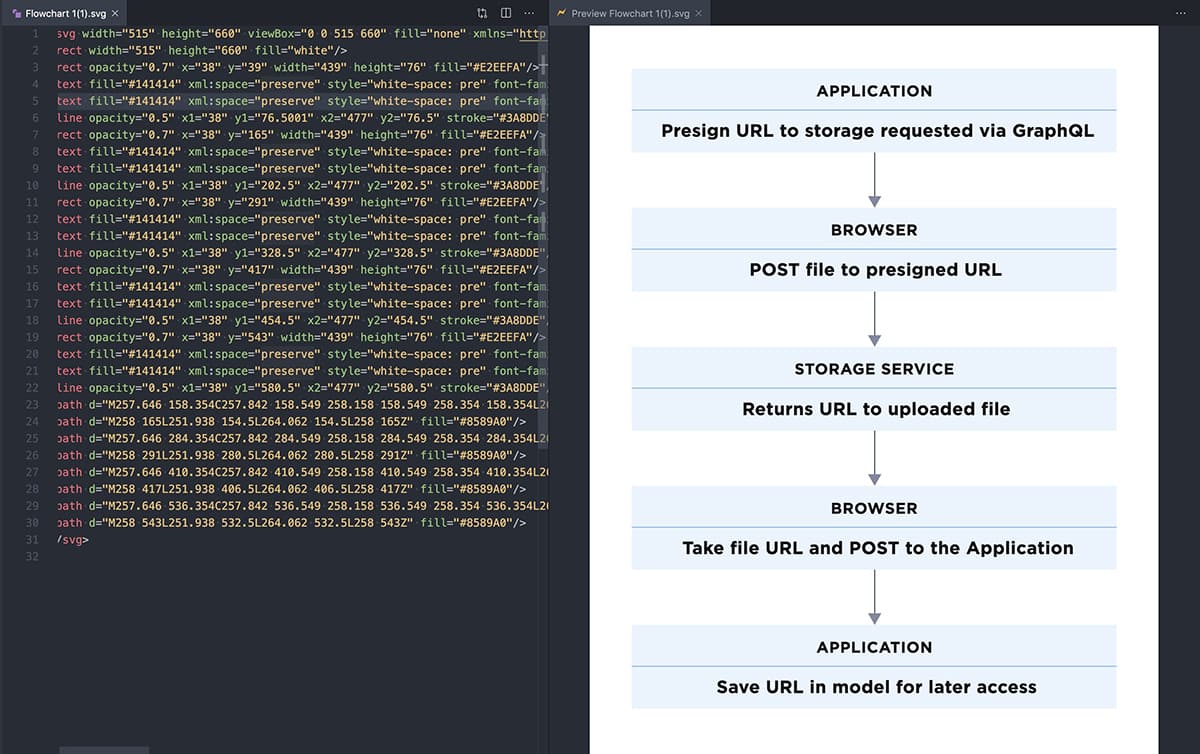 Flowchart 1(1).svg
Preview Flowchart 1(1).svg
1 svg width="515" height="660" viewBox="0 0 515 660" fill="none" xmlns="http
2 rect width="515" height="660" fill="white"/>
3 rect opacity="0.7" x="38" y="39" width="439" height="76" fill="#E2EEFA"/>
4 text fill="#141414" xml:space="preserve" style="white-space: pre" font-fam
5 text fill="#141414" xml:space="preserve" style="white-space: pre" font-fam
6 line opacity="0.5" x1="38" y1="76.5001" x2="477" y2="76.5" stroke="#3A8DDE"
7 rect opacity="0.7" x="38" y="165" width="439" height="76" fill="#E2EEFA"/>
8 text fill="#141414" xml:space="preserve" style="white-space: pre" font-fam
9 text fill="#141414" xml:space="preserve" style="white-space: pre" font-fam
10 line opacity="0.5" x1="38" y1="202.5" x2="477" y2="202.5" stroke="#3A8DDE"
11 rect opacity="0.7" x="38" y="291" width="439" height="76" fill="#E2EEFA"/>
12 text fill="#141414" xml:space="preserve" style="white-space: pre" font-fam
13 text fill="#141414" xml:space="preserve" style="white-space: pre" font-fam
14 line opacity="0.5" x1="38" y1="328.5" x2="477" y2="328.5" stroke="#3A8DDE"
15 rect opacity="0.7" x="38" y="417" width="439" height="76" fill="#E2EEFA"/>
16 text fill="#141414" xml:space="preserve" style="white-space: pre" font-fam
17 text fill="#141414" xml:space="preserve" style="white-space: pre" font-fam
18 line opacity="0.5" x1="38" y1="454.5" x2="477" y2="454.5" stroke="#3A8DDE"
19 rect opacity="0.7" x="38" y="543" width="439" height="76" fill="#E2EEFA"/>
20 text fill="#141414" xml:space="preserve" style="white-space: pre" font-fam
21 text fill="#141414" xml:space="preserve" style="white-space: pre" font-fam
22 line opacity="0.5" x1="38" y1="580.5" x2="477" y2="580.5" stroke="#3A8DDE"
23 path d="M257.646 158.354C257.842 158.549 258.158 158.549 258.354 158.354L26
24 path d="M258 165L251.938 154.5L264.062 154.5L258 165Z" fill="#8589A0"/>
25 path d="M257.646 284.354C257.842 284.549 258.158 284.549 258.354 284.354L26
26 path d="M258 291L251.938 280.5L264.062 280.5L258 291Z" fill="#8589A0"/>
27 path d="M257.646 410.354C257.842 410.549 258.158 410.549 258.354 410.354L26
28 path d="M258 417L251.938 406.5L264.062 406.5L258 417Z" fill="#8589A0"/>
29 path d="M257.646 536.354C257.842 536.549 258.158 536.549 258.354 536.354L26
30 path d="M258 543L251.938 532.5L264.062 532.5L258 543Z" fill="#8589A0"/>
31 /svg>
32
APPLICATION
Presign URL to storage requested via GraphQL
BROWSER
POST file to presigned URL
STORAGE SERVICE
Returns URL to uploaded file
BROWSER
Take file URL and POST to the Application
APPLICATION
Save URL in model for later access